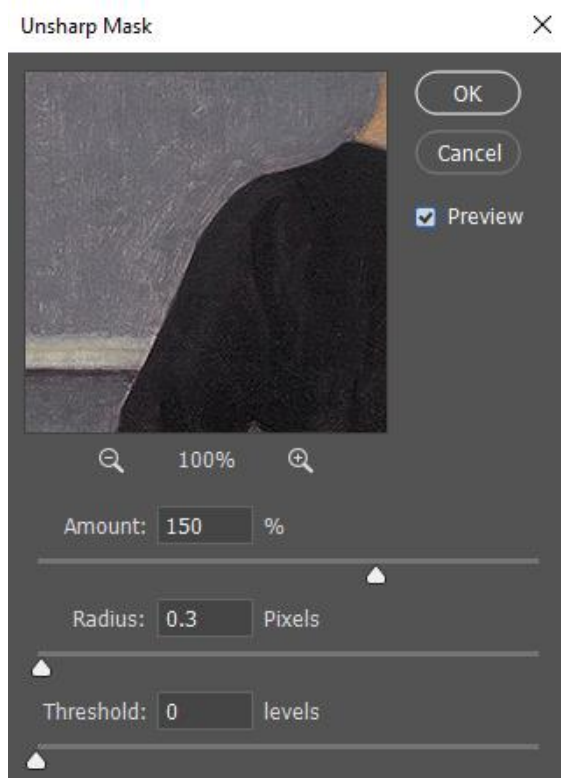 Unsharp Mask
OK
Cancel
Preview
100%
Amount: 150 %
Radius: 0.3 Pixels
Threshold: 0 levels